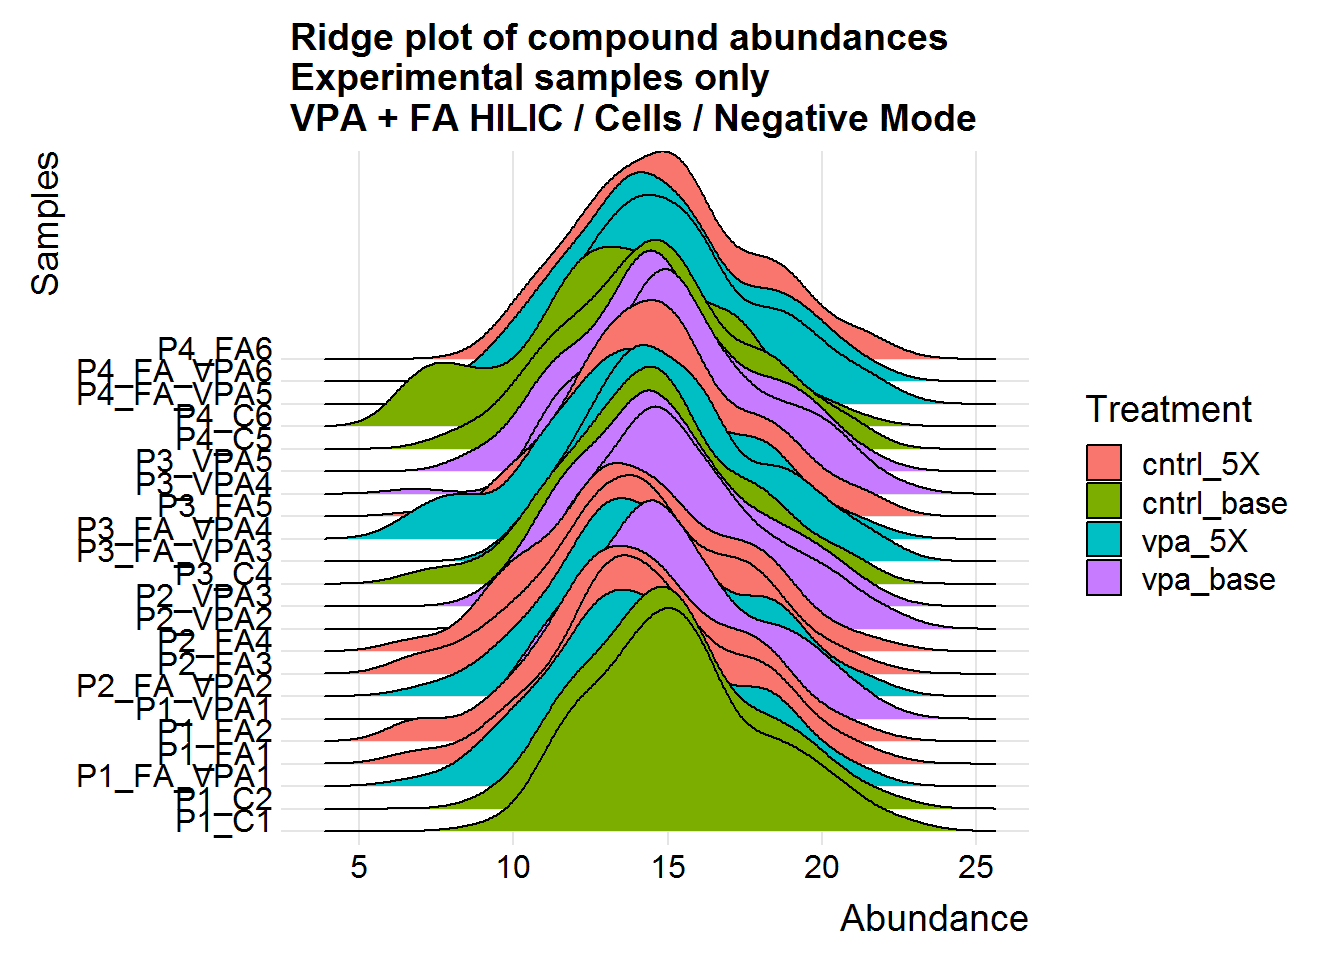 Ridge plot of compound abundances
Experimental samples only
VPA + FA HILIC / Cells / Negative Mode
Samples
P4_FA6
P4_FA_VPA6
P4_FA_VPA5
P4_C6
P4_C5
P3_VPA5
P3_VPA4
P3_FA5
P3_FA_VPA4
P3_FA_VPA3
P3_C4
P2_VPA3
P2_VPA2
P2_FA4
P2_FA3
P2_FA_VPA2
P1_VPA1
P1_FA2
P1_FA1
P1_FA_VPA1
P1_C2
P1_C1
5 10 15 20 25
Abundance
Treatment
cntrl_5X
cntrl_base
vpa_5X
vpa_base